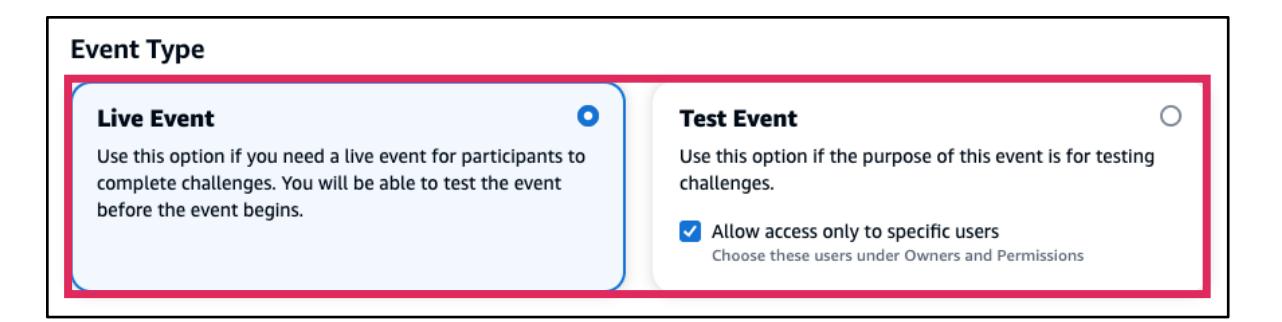 Event Type
Live Event
Use this option if you need a live event for participants to
complete challenges. You will be able to test the event
before the event begins.
Test Event
Use this option if the purpose of this event is for testing
challenges.
Allow access only to specific users
Choose these users under Owners and Permissions